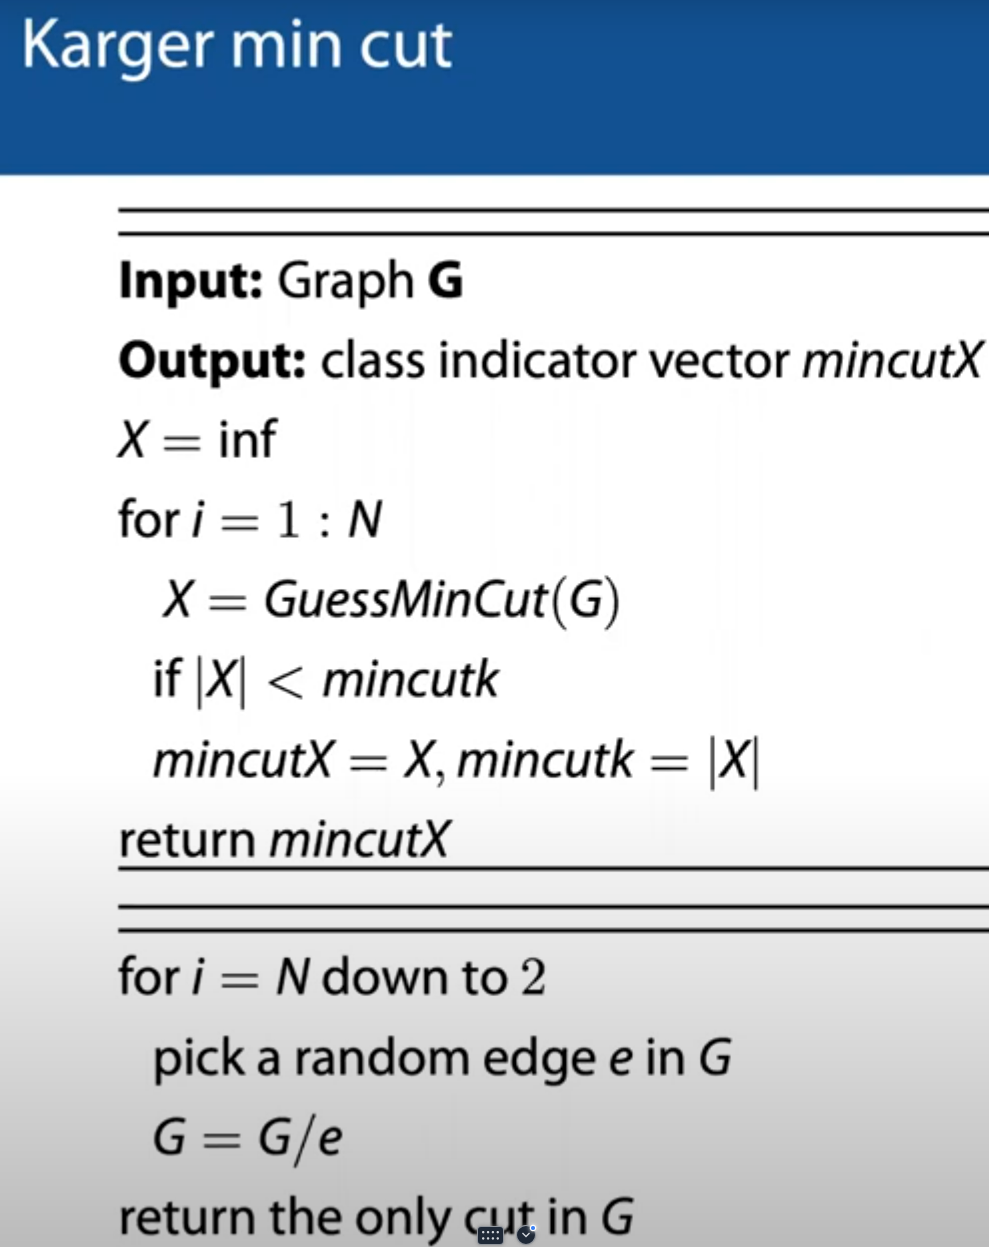 Karger min cut
Input: Graph G
Output: class indicator vector mincutX
X = inf
for i = 1 : N
X = GuessMinCut(G)
if |X| < mincutk
mincutX = X, mincutk = |X|
return mincutX
for i = N down to 2
pick a random edge e in G
G = G/e
return the only cut in G